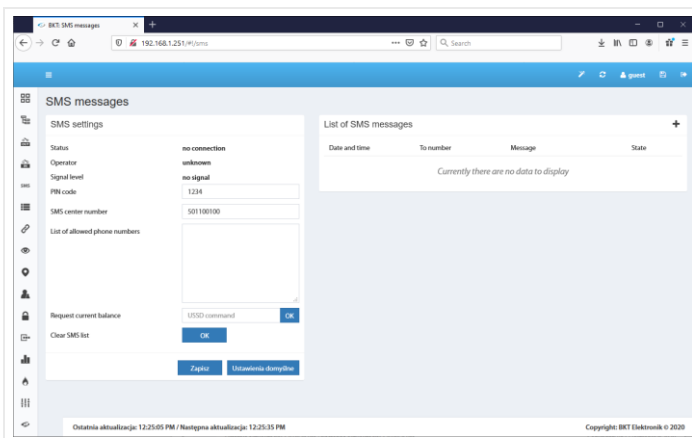 BKT: SMS messages
192.168.1.251/#!/sms
Search
guest
SMS
SMS messages
SMS settings
Status no connection
Operator unknown
Signal level no signal
PIN code 1234
SMS center number 501100100
List of allowed phone numbers
Request current balance USSD command OK
Clear SMS list OK
Zapisz Ustawienia domyślne
List of SMS messages
Date and time To number Message State
Currently there are no data to display
Ostatnia aktualizacja: 12:25:05 PM / Następna aktualizacja: 12:25:35 PM
Copyright: BKT Elektronik © 2020